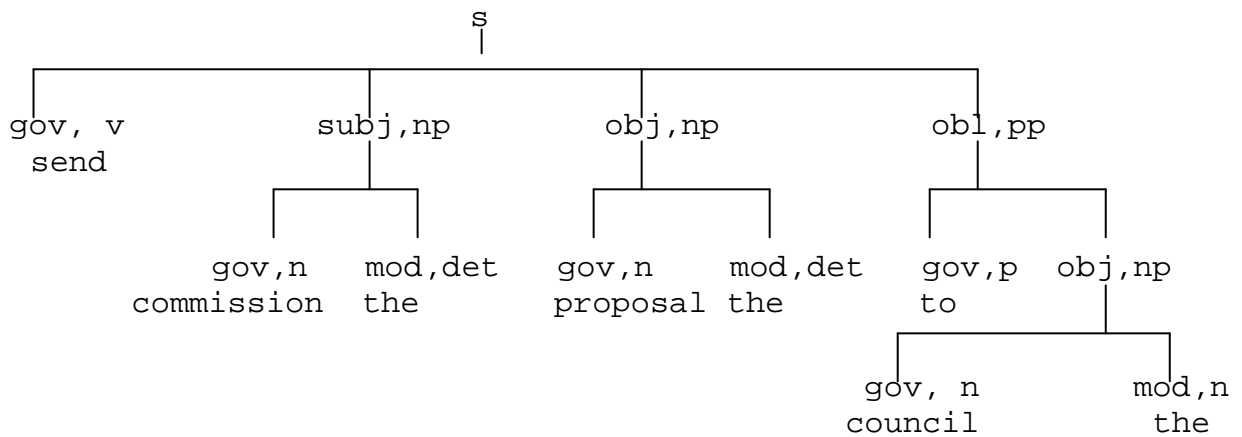 s
gov, v subj,np obj,np obl,pp
send
gov,n mod,det gov,n mod,det gov,p obj,np
commission the proposal the to
gov, n mod,n
council the